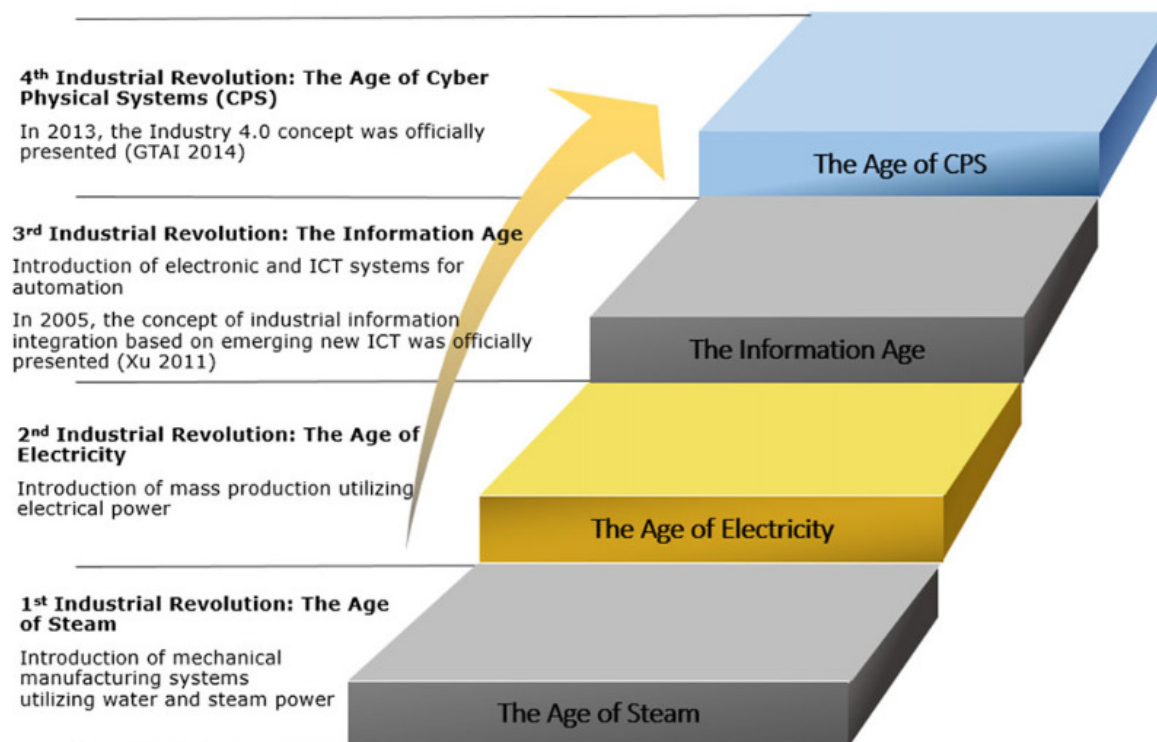 4th Industrial Revolution: The Age of Cyber
Physical Systems (CPS)
In 2013, the Industry 4.0 concept was officially
presented (GTAI 2014)
The Age of CPS
3rd Industrial Revolution: The Information Age
Introduction of electronic and ICT systems for
automation
In 2005, the concept of industrial information
integration based on emerging new ICT was officially
presented (Xu 2011)
The Information Age
2nd Industrial Revolution: The Age of
Electricity
Introduction of mass production utilizing
electrical power
The Age of Electricity
1st Industrial Revolution: The Age
of Steam
Introduction of mechanical
manufacturing systems
utilizing water and steam power
The Age of Steam